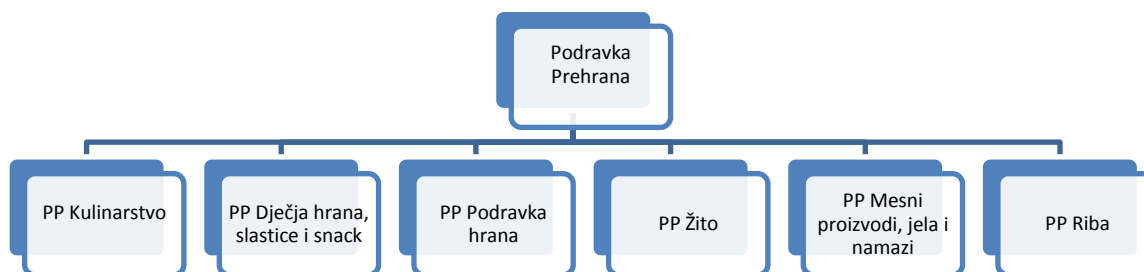 Podravka
Prehrana
PP Kulinarstvo
PP Dječja hrana,
slastice i snack
PP Podravka
hrana
PP Žito
PP Mesni
proizvodi, jela i
namazi
PP Riba